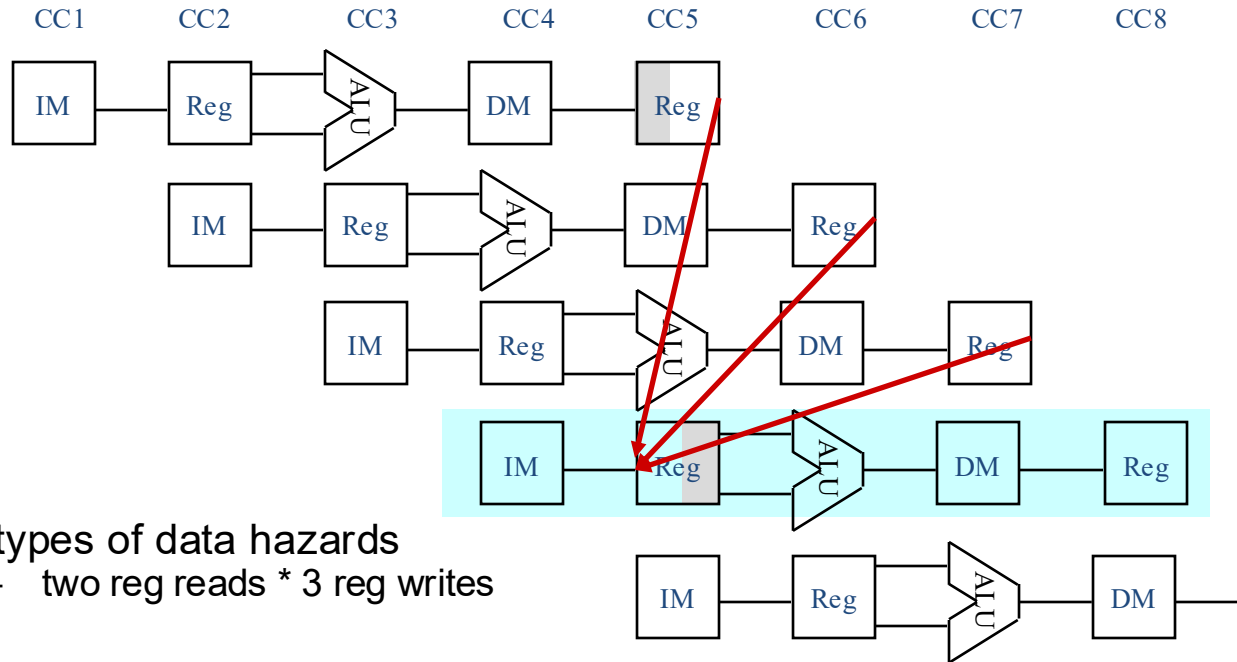 CC1 CC2 CC3 CC4 CC5 CC6 CC7 CC8
IM Reg ALU DM Reg
IM Reg ALU DM Reg
IM Reg ALU DM Reg
IM Reg ALU DM Reg
types of data hazards
- two reg reads * 3 reg writes
IM Reg ALU DM